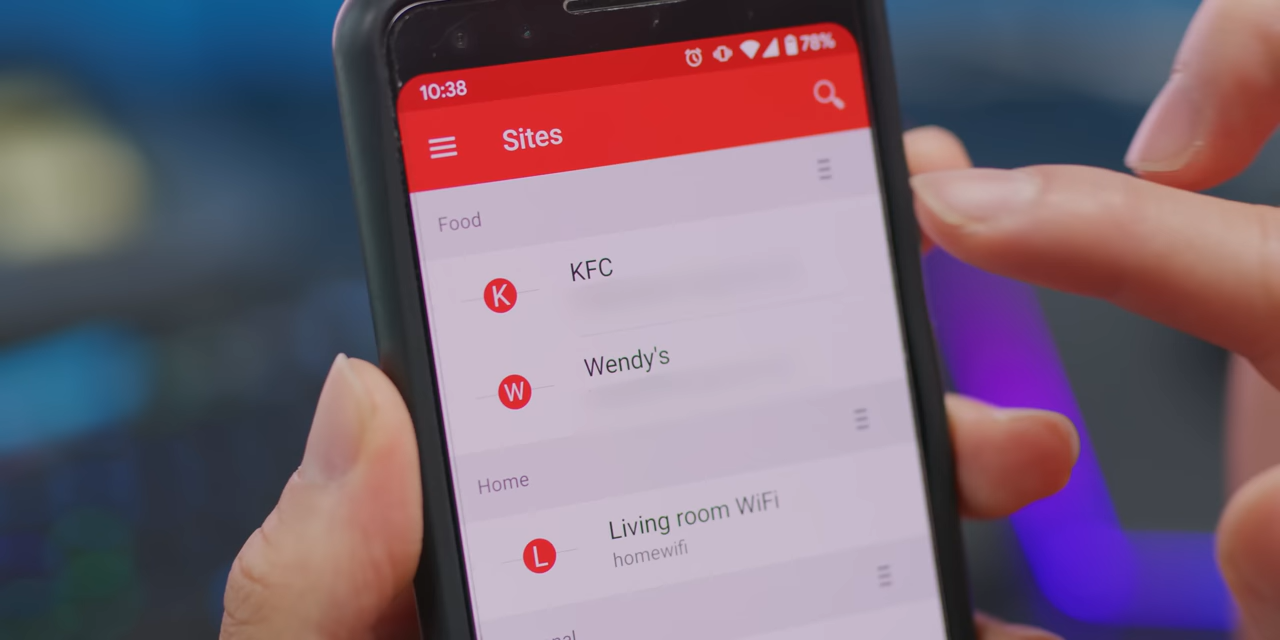 10:38 78%
Sites
Food
K KFC
W Wendy's
Home
L Living room WiFi
homewifi